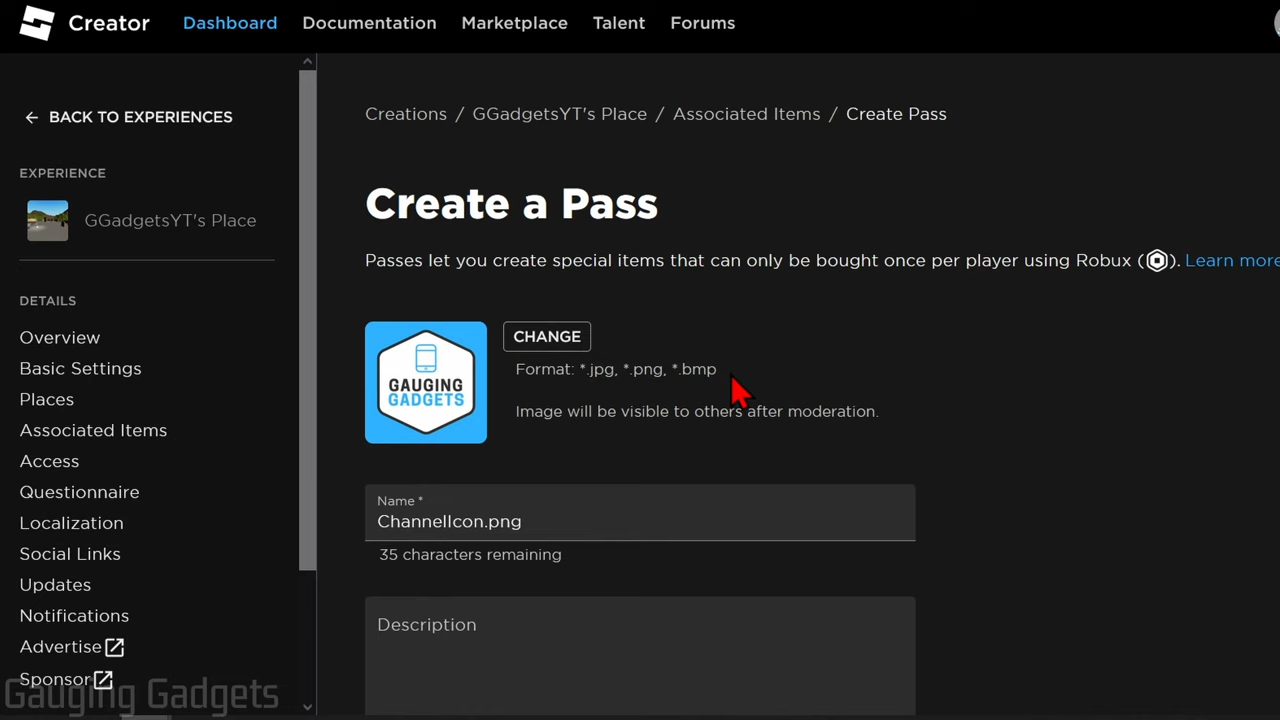 Creator Dashboard Documentation Marketplace Talent Forums
← BACK TO EXPERIENCES
EXPERIENCE
GGadgetsYT's Place
DETAILS
Overview
Basic Settings
Places
Associated Items
Access
Questionnaire
Localization
Social Links
Updates
Notifications
Advertise
Sponsor
Creations / GGadgetsYT's Place / Associated Items / Create Pass
Create a Pass
Passes let you create special items that can only be bought once per player using Robux ( ). Learn more
GAUGING
GADGETS
CHANGE
Format: *.jpg, *.png, *.bmp
Image will be visible to others after moderation.
Name *
ChannelIcon.png
35 characters remaining
Description
Gauging Gadgets